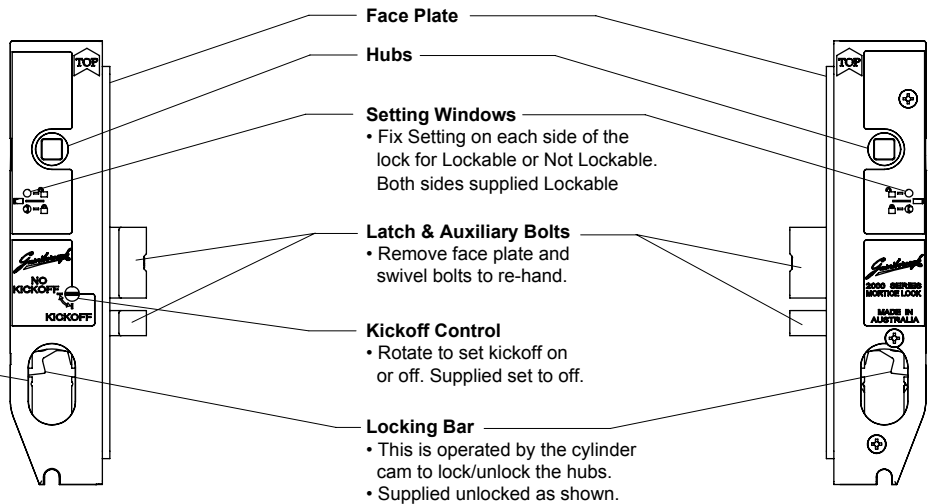 Face Plate
TOP
TOP
Hubs
Setting Windows
• Fix Setting on each side of the
lock for Lockable or Not Lockable.
Both sides supplied Lockable
Latch & Auxiliary Bolts
• Remove face plate and
swivel bolts to re-hand.
Gainsborough
NO
KICKOFF
KICKOFF
Gainsborough
2000 SERIES
MORTICE LOCK
MADE IN
AUSTRALIA
Kickoff Control
• Rotate to set kickoff on
or off. Supplied set to off.
Locking Bar
• This is operated by the cylinder
cam to lock/unlock the hubs.
• Supplied unlocked as shown.